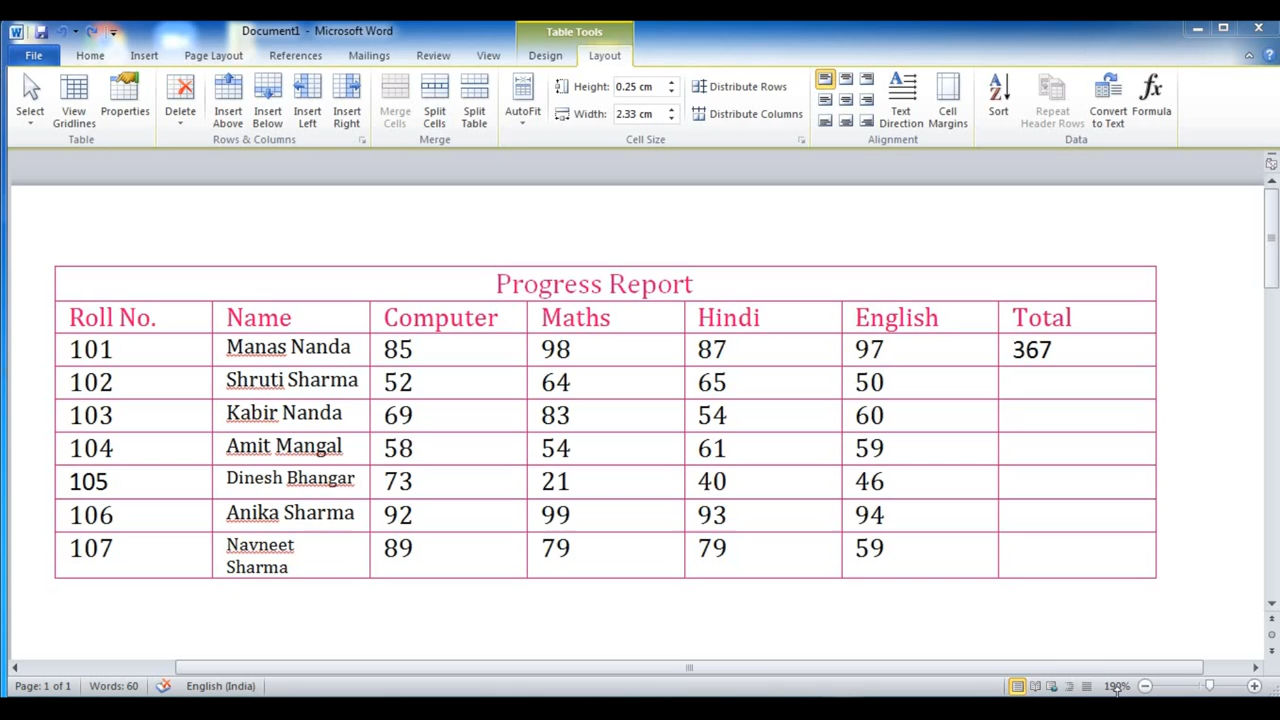 Document1 - Microsoft Word
Table Tools
File Home Insert Page Layout References Mailings Review View Design Layout
Select
View Gridlines
Properties
Table
Delete
Insert Above
Insert Below
Insert Left
Insert Right
Rows & Columns
Merge Cells
Split Cells
Split Table
Merge
AutoFit
Height: 0.25 cm
Width: 2.33 cm
Distribute Rows
Distribute Columns
Cell Size
Text Direction
Cell Margins
Alignment
Sort
Repeat Header Rows
Convert to Text
Formula
Data
Progress Report
Roll No. Name Computer Maths Hindi English Total
101 Manas Nanda 85 98 87 97 367
102 Shruti Sharma 52 64 65 50
103 Kabir Nanda 69 83 54 60
104 Amit Mangal 58 54 61 59
105 Dinesh Bhangar 73 21 40 46
106 Anika Sharma 92 99 93 94
107 Navneet 89 79 79 59
Sharma
Page: 1 of 1 Words: 60 English (India) 190%